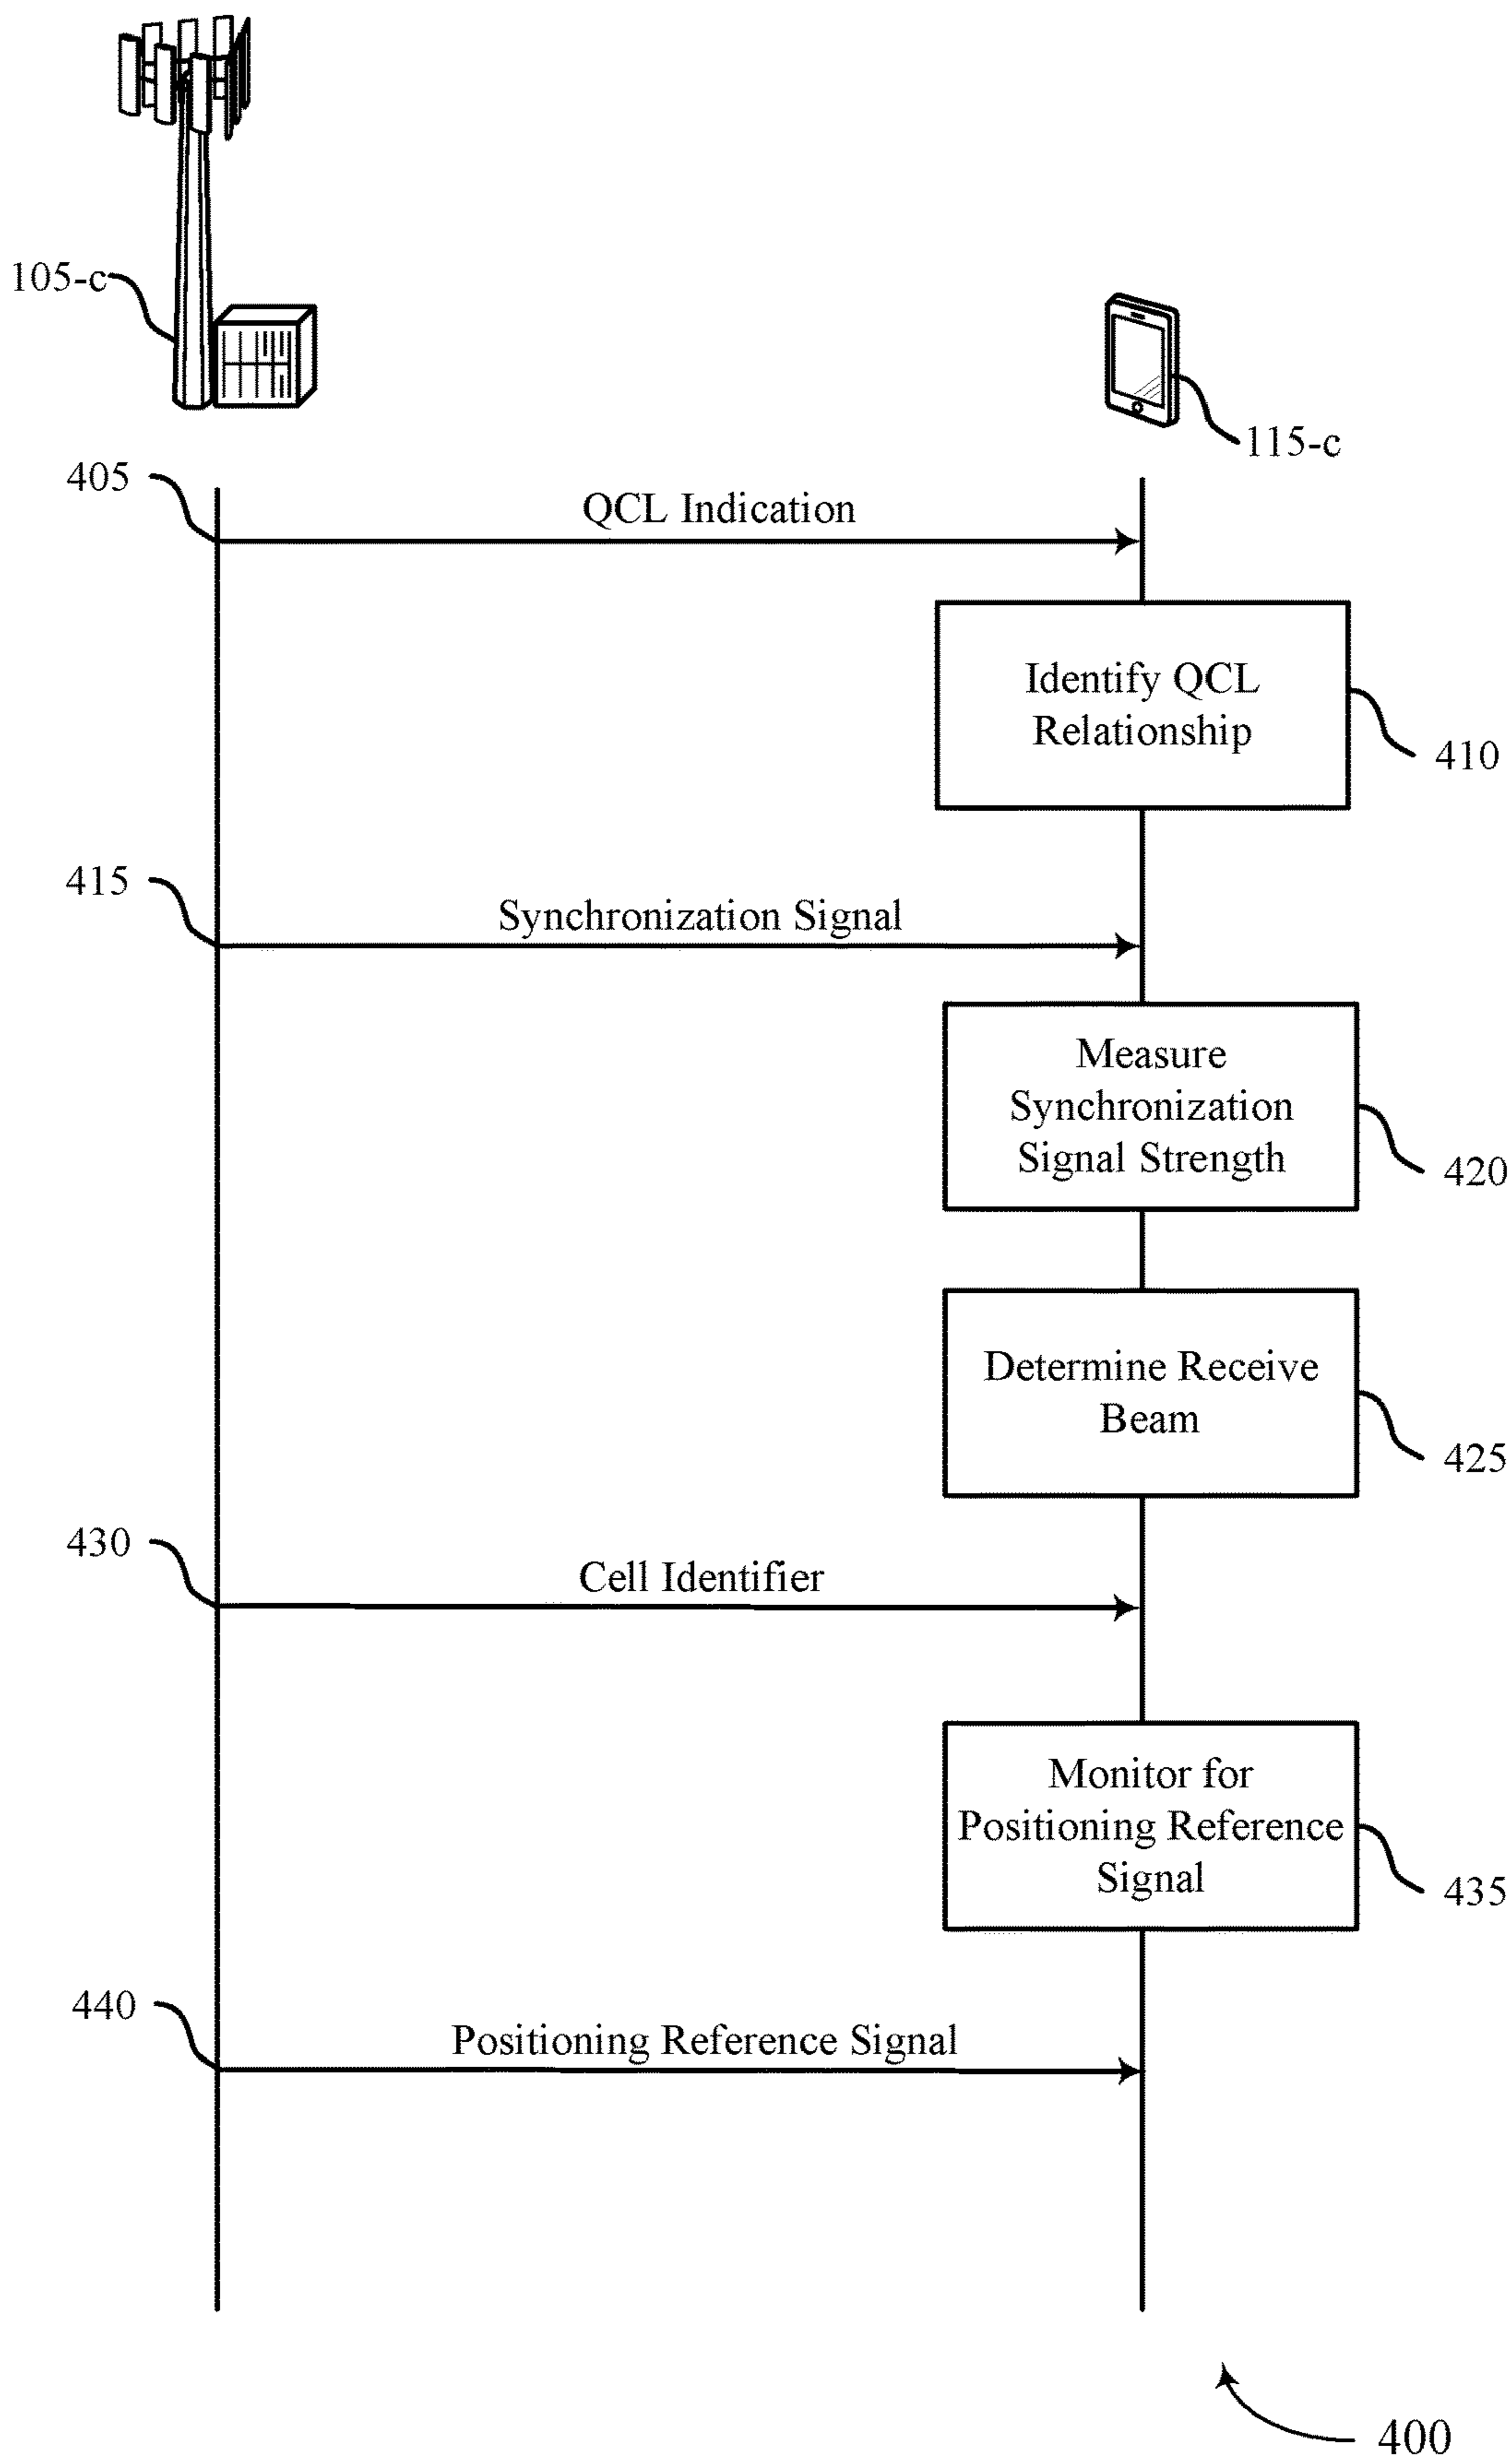 105-c
115-c
405
QCL Indication
Identify QCL
Relationship
410
415
Synchronization Signal
Measure
Synchronization
Signal Strength
420
Determine Receive
Beam
425
430
Cell Identifier
Monitor for
Positioning Reference
Signal
435
440
Positioning Reference Signal
400